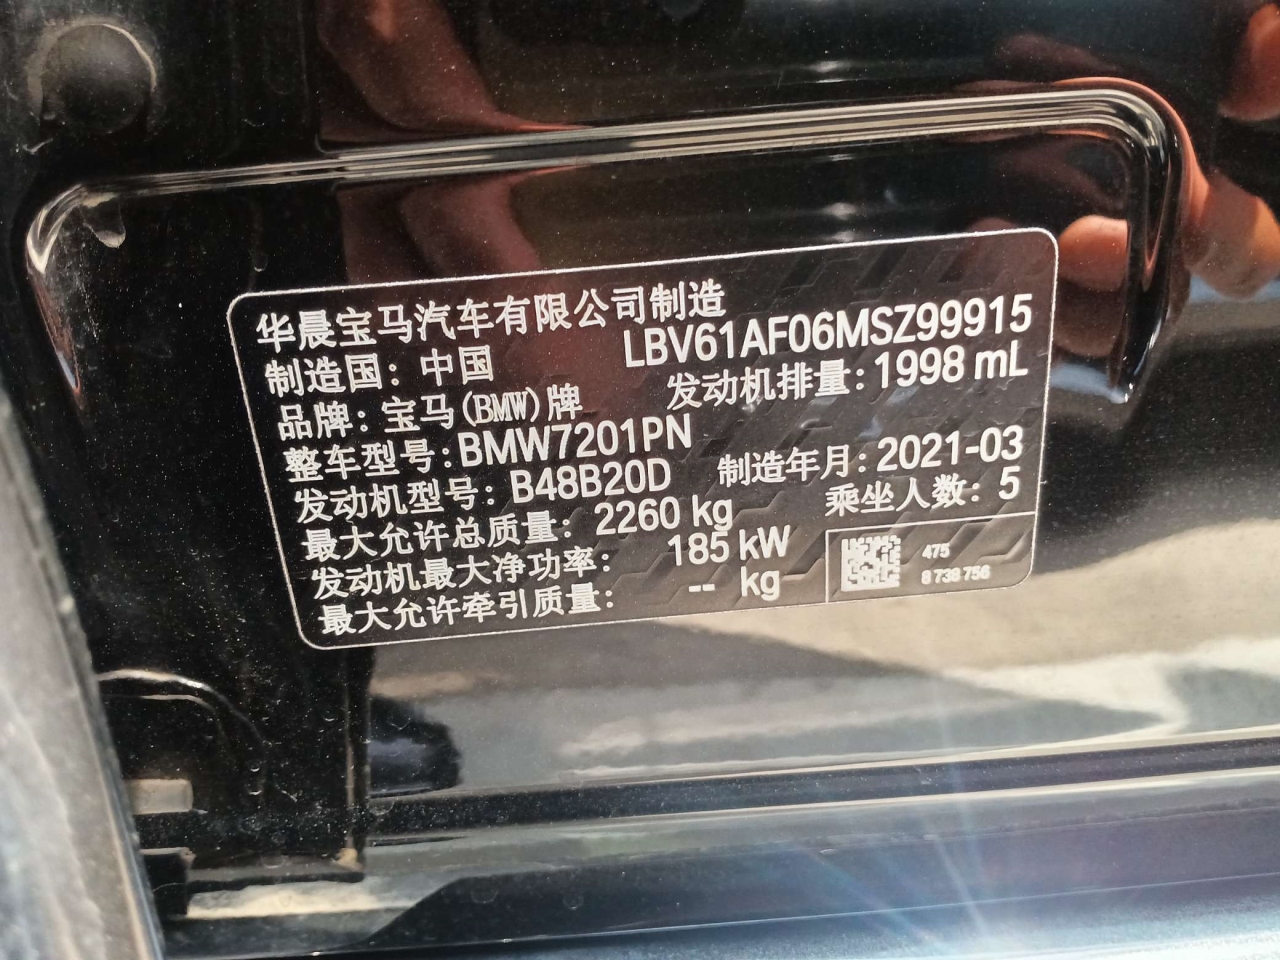 华晨宝马汽车有限公司制造
制造国：中国 LBV61AF06MSZ99915
品牌：宝马(BMW)牌 发动机排量：1998 mL
整车型号：BMW7201PN
发动机型号：B48B20D 制造年月：2021-03
最大允许总质量：2260 kg 乘坐人数：5
发动机最大净功率：185 kW
最大允许牵引质量：-- kg
475
8 738 756